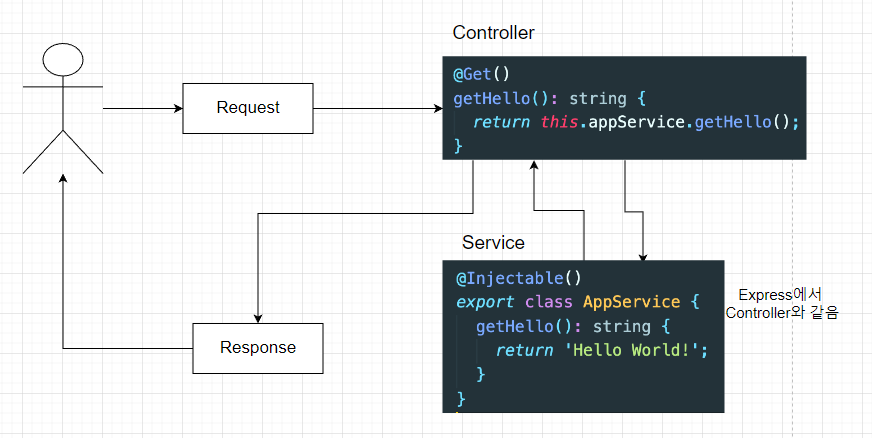 Controller
@Get()
getHello(): string {
return this.appService.getHello();
}
Request
Service
@Injectable()
export class AppService {
getHello(): string {
return 'Hello World!';
}
}
Express에서
Controller와 같음
Response